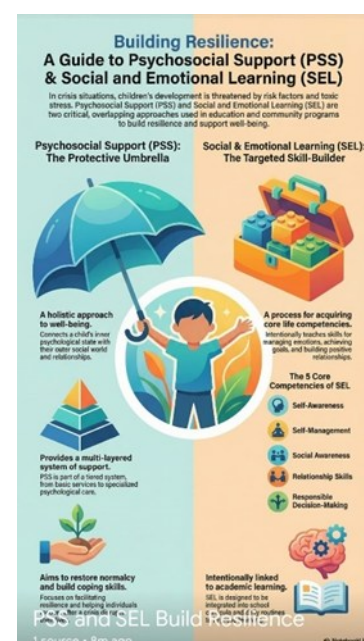 Building Resilience:
A Guide to Psychosocial Support (PSS)
& Social and Emotional Learning (SEL)
In crisis situations, children's development is threatened by risk factors and toxic
stress. Psychosocial Support (PSS) and Social and Emotional Learning (SEL) are
two critical, overlapping approaches used in education and community programs
to build resilience and support well-being.
Psychosocial Support (PSS):
The Protective Umbrella
A holistic approach
to well-being.
Connects a child's inner
psychological state with
their outer social world
and relationships.
Provides a multi-layered
system of support.
PSS is part of a tiered system,
from basic services to specialized
psychological care.
Aims to restore normalcy
and build coping skills.
Focuses on facilitating
resilience and helping individuals
Social & Emotional Learning (SEL):
The Targeted Skill-Builder
A process for acquiring
core life competencies.
Intentionally teaches skills for
managing emotions, achieving
goals, and building positive
relationships.
The 5 Core
Competencies of SEL
Self-Awareness
Self-Management
Social Awareness
Relationship Skills
Responsible
Decision-Making
Intentionally linked
to academic learning.
SEL is designed to be
integrated into school
routines
PSS and SEL Build Resilience
1 source • 8m ago